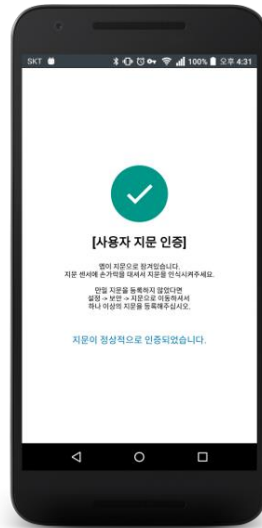 SKT 100% 오후 4:31
[사용자 지문 인증]
앱이 지문으로 잠겨있습니다.
지문 센서에 손가락을 대셔서 지문을 인식시켜주세요.
만일 지문을 등록하지 않았다면
설정 -> 보안 -> 지문으로 이동하셔서
하나 이상의 지문을 등록해주십시오.
지문이 정상적으로 인증되었습니다.